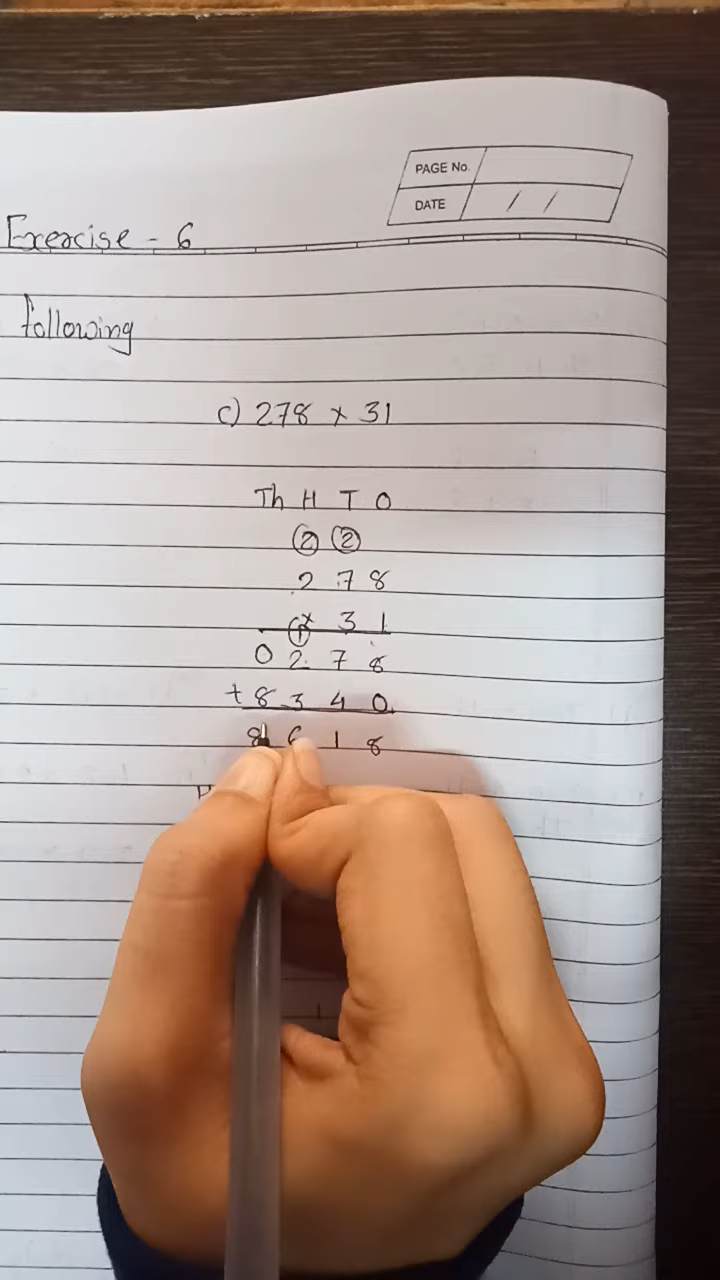 PAGE No.
DATE / /
Exercise - 6
following
c) 278 × 31
Th H T O
2 2
2 7 8
× 3 1
1
0 2 7 8
+ 8 3 4 0
8 6 1 8